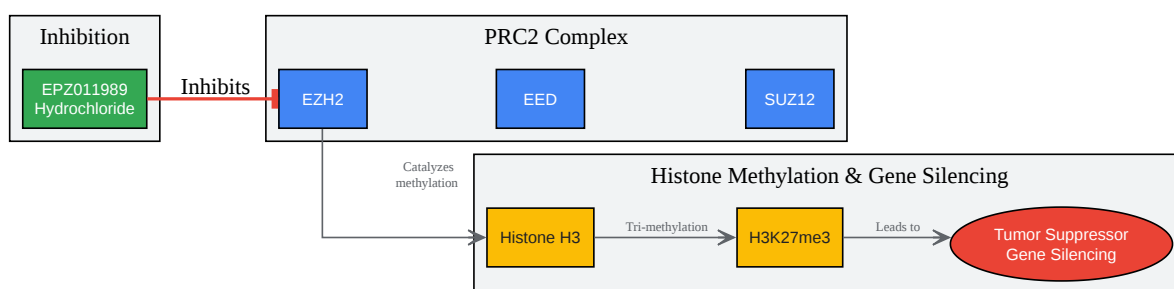 Inhibition
PRC2 Complex
EPZ011989
Hydrochloride
Inhibits
EZH2
EED
SUZ12
Catalyzes
methylation
Histone Methylation & Gene Silencing
Histone H3
Tri-methylation
H3K27me3
Leads to
Tumor Suppressor
Gene Silencing